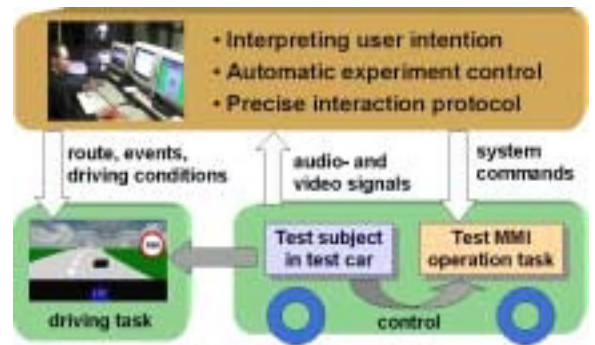 • Interpreting user intention
• Automatic experiment control
• Precise interaction protocol
route, events,
driving conditions
audio- and
video signals
system
commands
Test subject
in test car
Test MMI
operation task
driving task
control